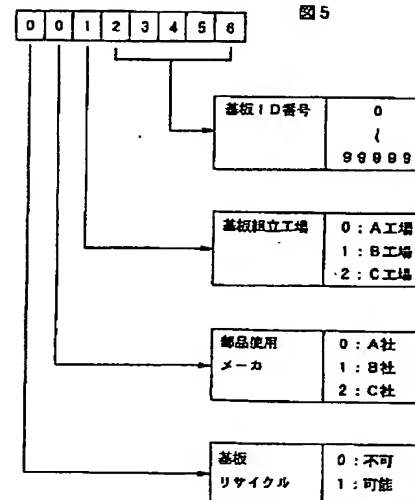 図5
0 0 1 2 3 4 5 6
基板ID番号
0
~
99999
基板組立工場
0:A工場
1:B工場
2:C工場
部品使用
メーカ
0:A社
1:B社
2:C社
基板
リサイクル
0:不可
1:可能